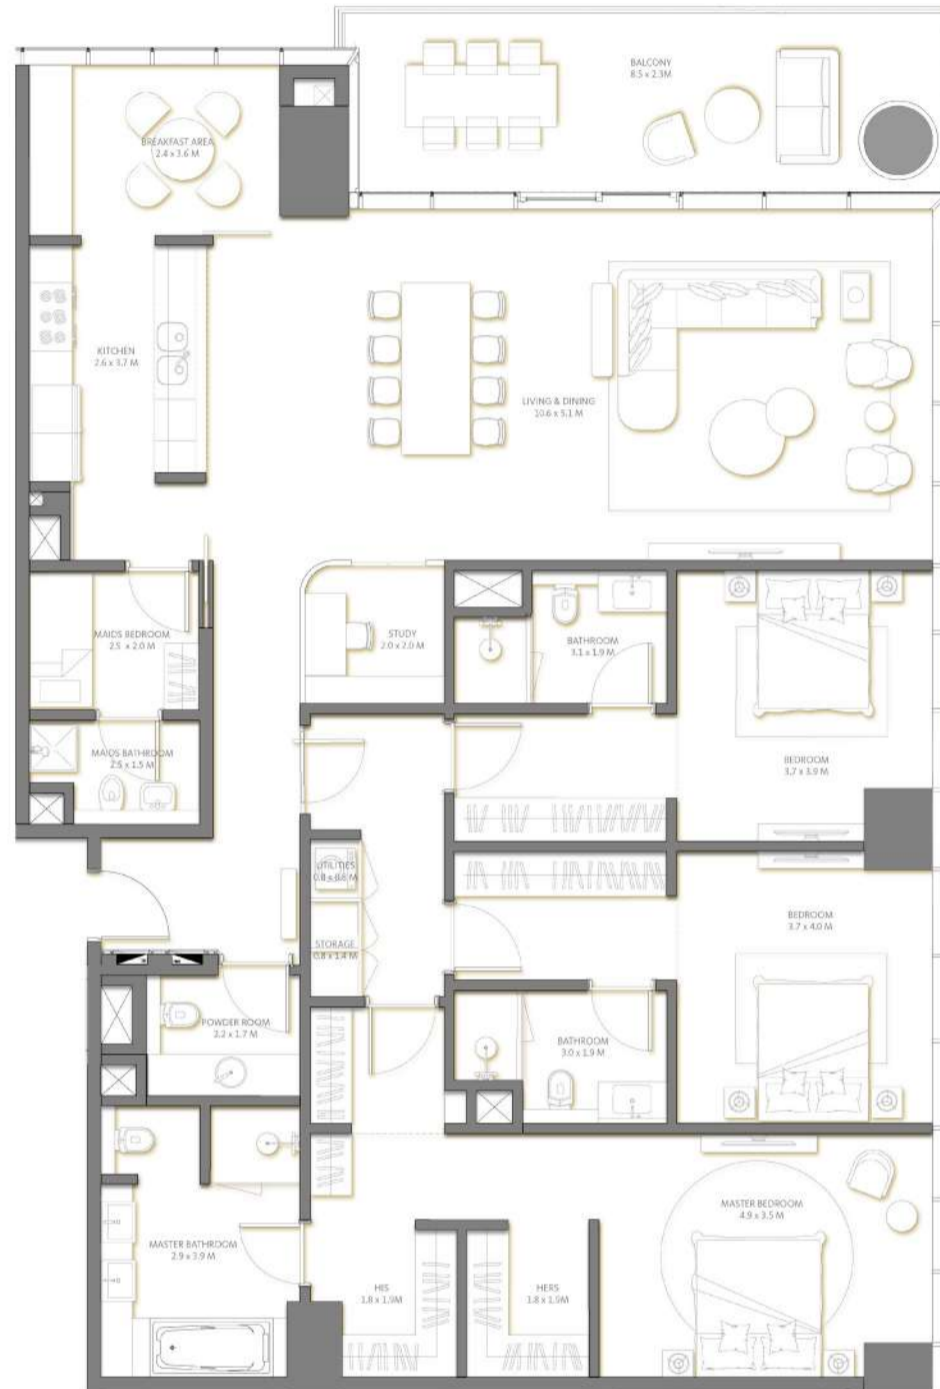 BALCONY
8.5 x 2.3M
BREAKFAST AREA
2.4 x 3.6 M
KITCHEN
2.6 x 3.7 M
LIVING & DINING
10.6 x 5.1 M
MAIDS BEDROOM
2.5 x 2.0 M
STUDY
2.0 x 2.0 M
BATHROOM
3.1 x 1.9 M
MAIDS BATHROOM
2.5 x 1.5 M
BEDROOM
3.7 x 3.9 M
UTILITIES
0.8 x 0.8 M
BEDROOM
3.7 x 4.0 M
STORAGE
0.8 x 1.4 M
POWDER ROOM
2.2 x 1.7 M
BATHROOM
3.0 x 1.9 M
MASTER BEDROOM
4.9 x 3.5 M
MASTER BATHROOM
2.9 x 3.9 M
HIS
1.8 x 1.9M
HERS
1.8 x 1.9M